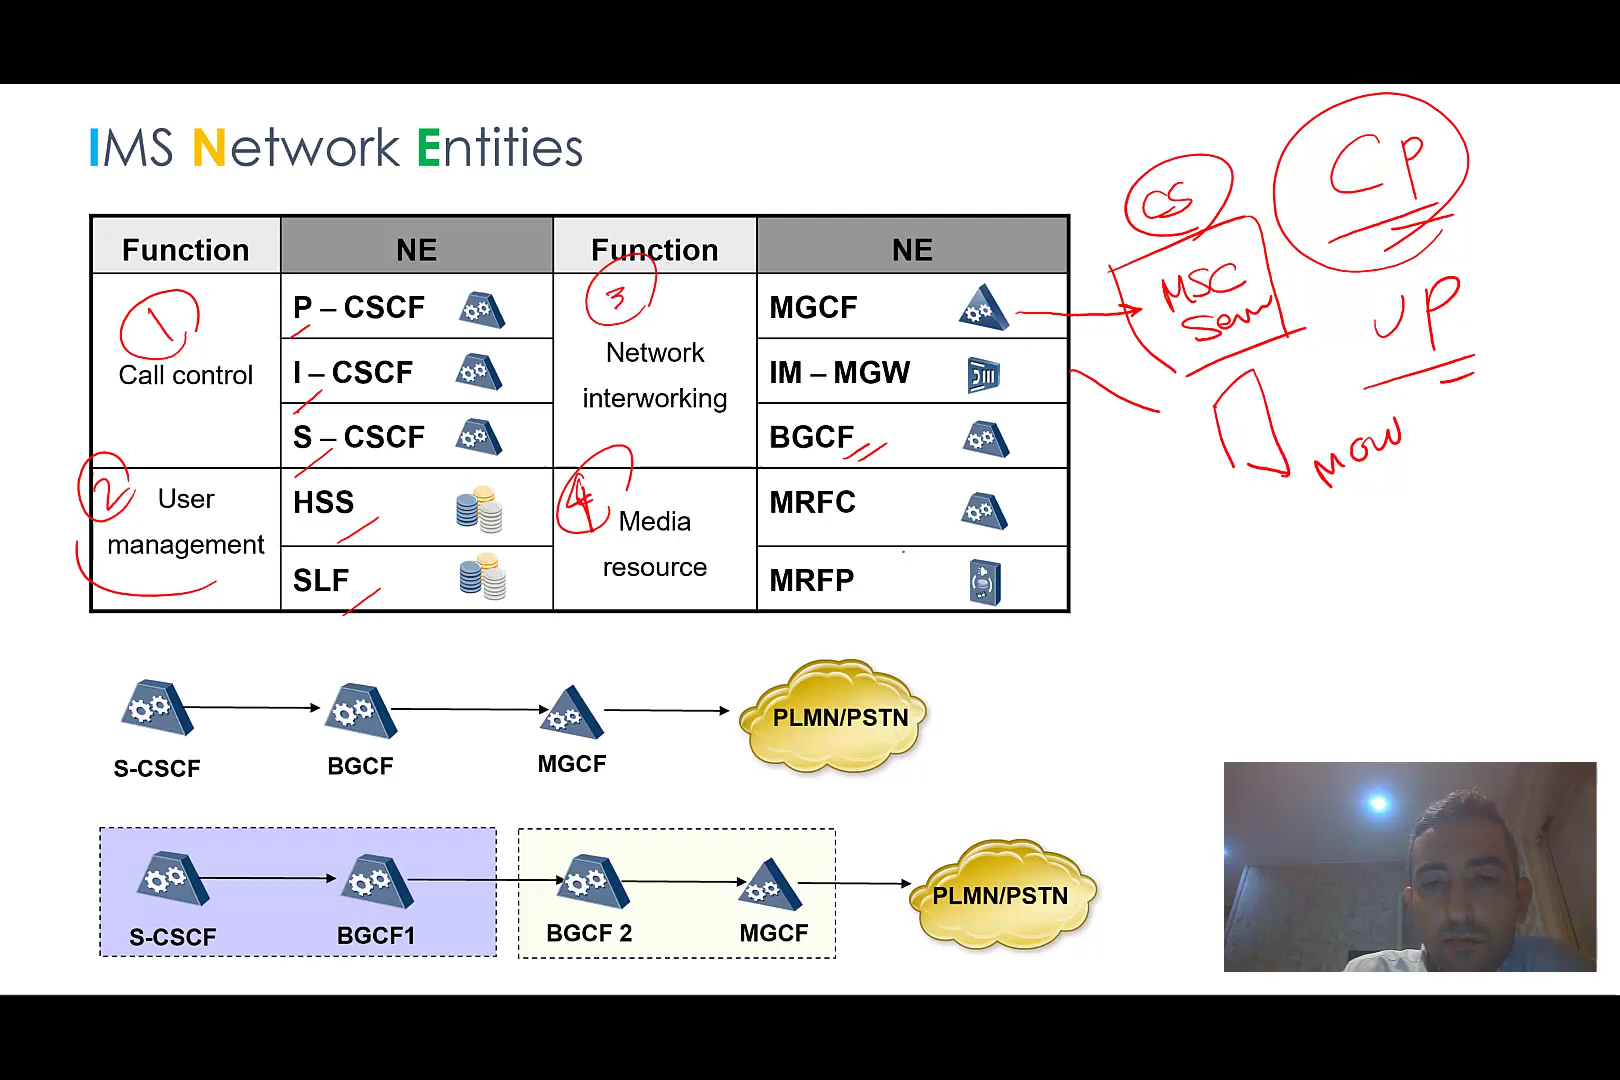 IMS Network Entities
Function NE Function NE
1
Call control
P – CSCF
I – CSCF
S – CSCF
2
User
management
HSS
SLF
3
Network
interworking
MGCF
IM – MGW
BGCF
4
Media
resource
MRFC
MRFP
CS
CP
MSC
UP
MGW
S-CSCF
BGCF
MGCF
PLMN/PSTN
S-CSCF
BGCF1
BGCF 2
MGCF
PLMN/PSTN